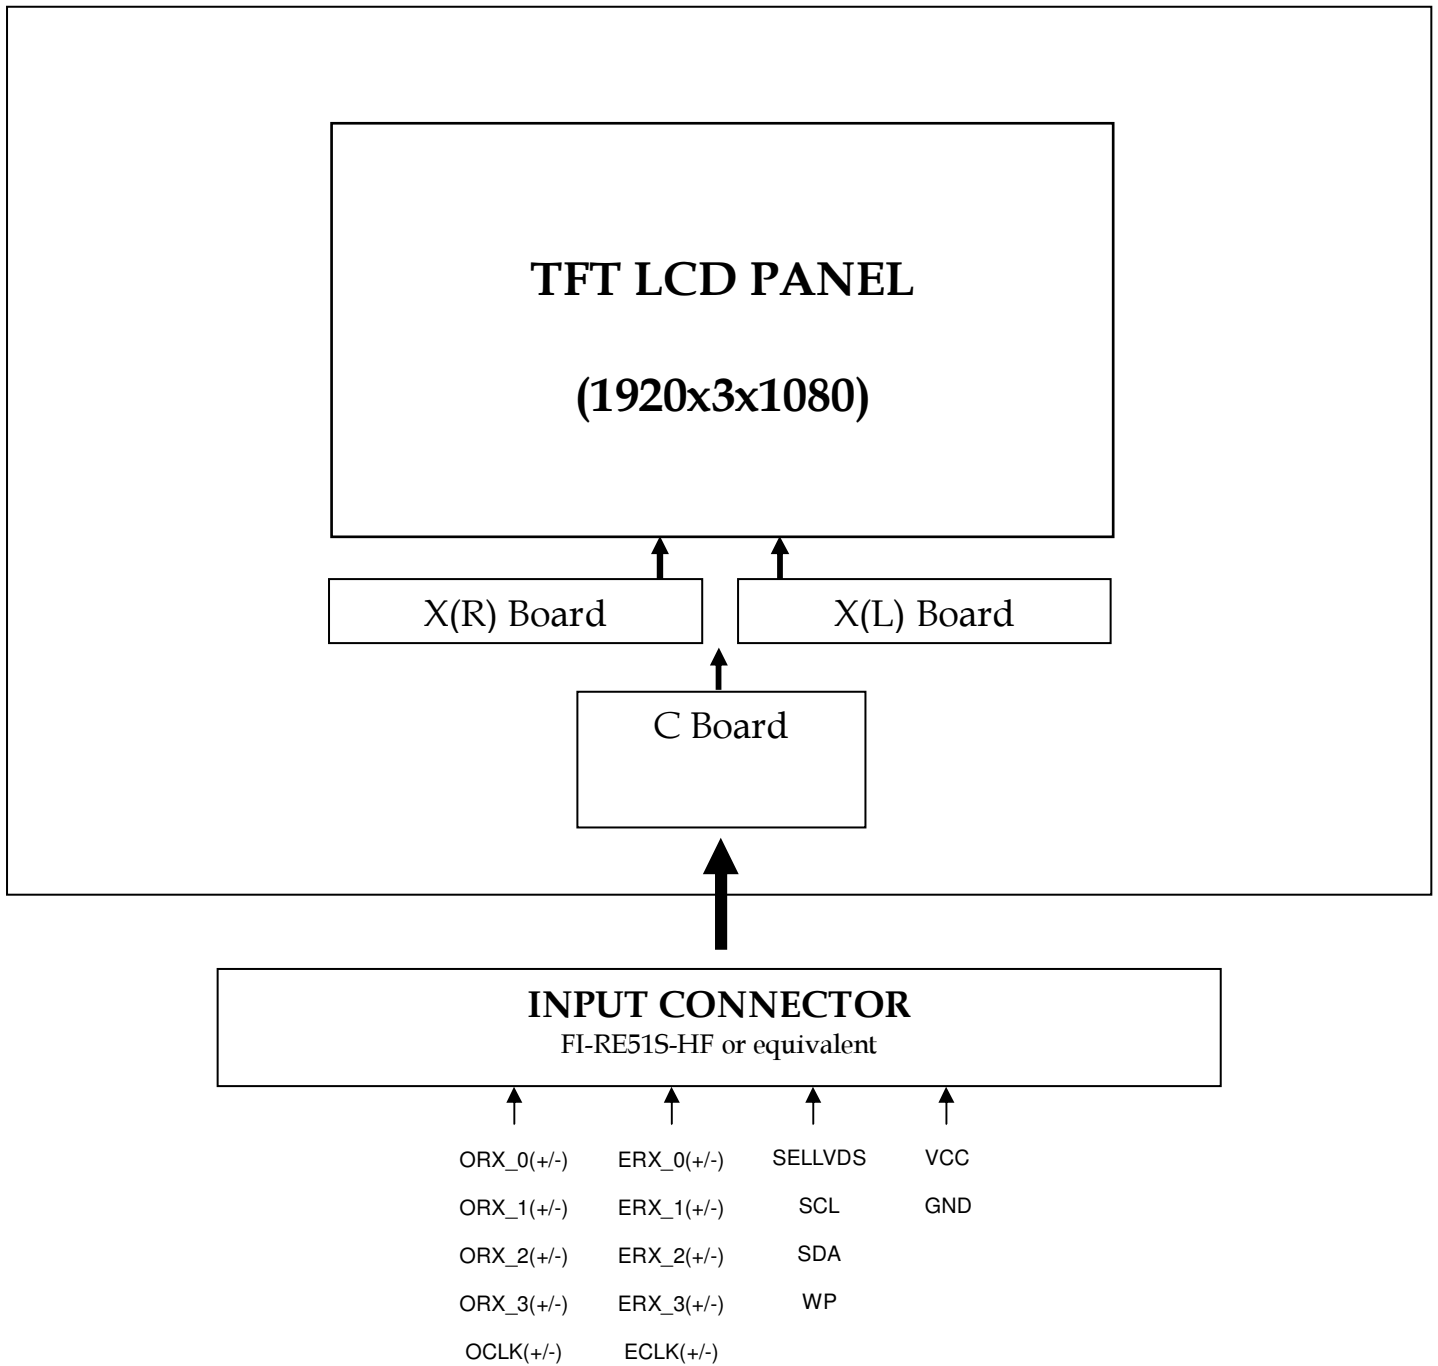 TFT LCD PANEL
(1920x3x1080)
X(R) Board
X(L) Board
C Board
INPUT CONNECTOR
FI-RE51S-HF or equivalent
ORX_0(+/-) ERX_0(+/-) SELLVDS VCC
ORX_1(+/-) ERX_1(+/-) SCL GND
ORX_2(+/-) ERX_2(+/-) SDA
ORX_3(+/-) ERX_3(+/-) WP
OCLK(+/-) ECLK(+/-)